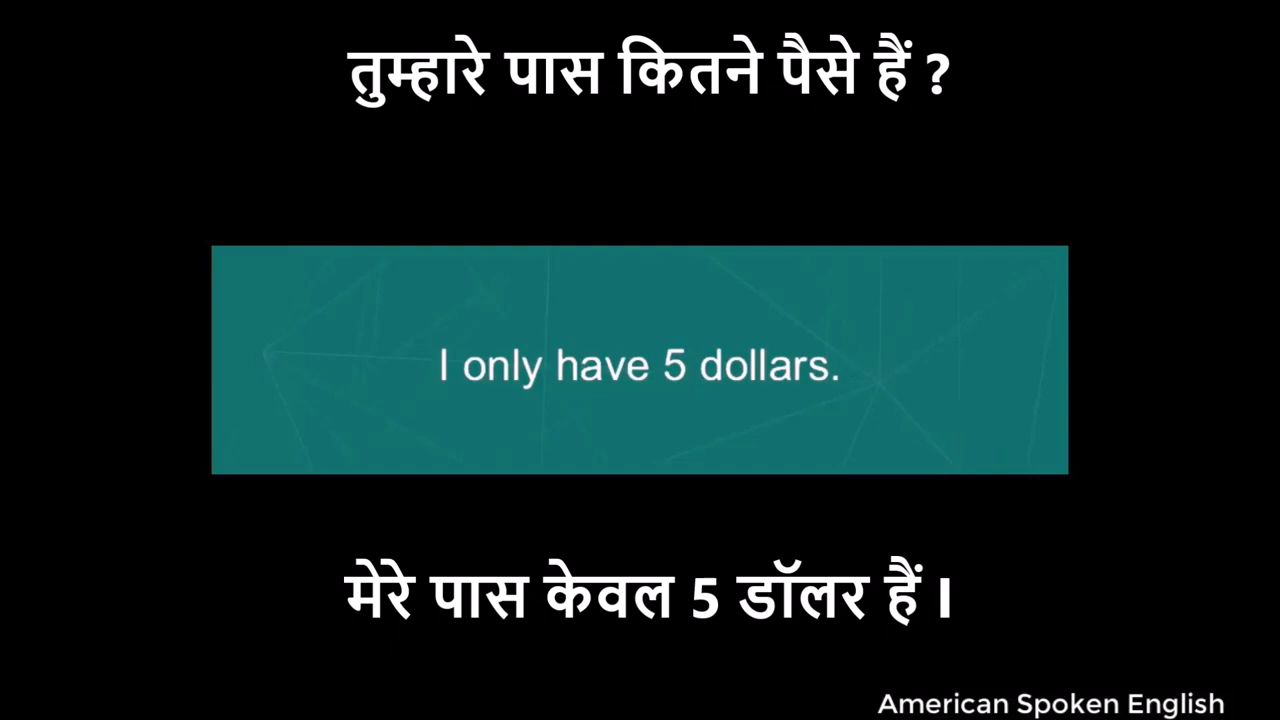 तुम्हारे पास कितने पैसे हैं ?
I only have 5 dollars.
मेरे पास केवल 5 डॉलर हैं ।
American Spoken English